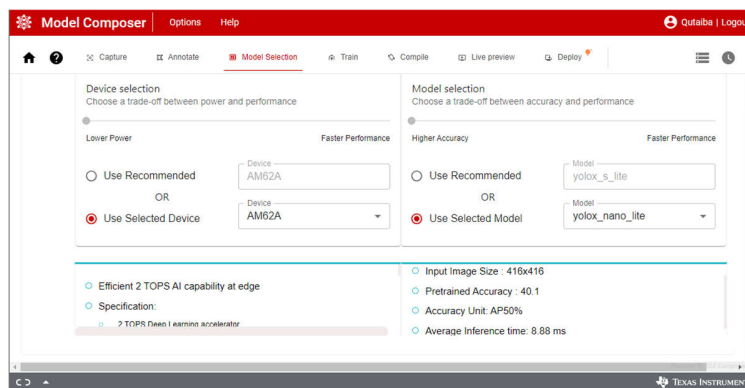 Model Composer Options Help Qutaiba | Logou
Capture Annotate Model Selection Train Compile Live preview Deploy
Device selection
Choose a trade-off between power and performance
Lower Power Faster Performance
Use Recommended
Device
AM62A
OR
Use Selected Device
Device
AM62A
Model selection
Choose a trade-off between accuracy and performance
Higher Accuracy Faster Performance
Use Recommended
Model
yolox_s_lite
OR
Use Selected Model
Model
yolox_nano_lite
Efficient 2 TOPS AI capability at edge
Specification:
2 TOPS Deep Learning accelerator
Input Image Size : 416x416
Pretrained Accuracy : 40.1
Accuracy Unit: AP50%
Average Inference time: 8.88 ms
TEXAS INSTRUMEN